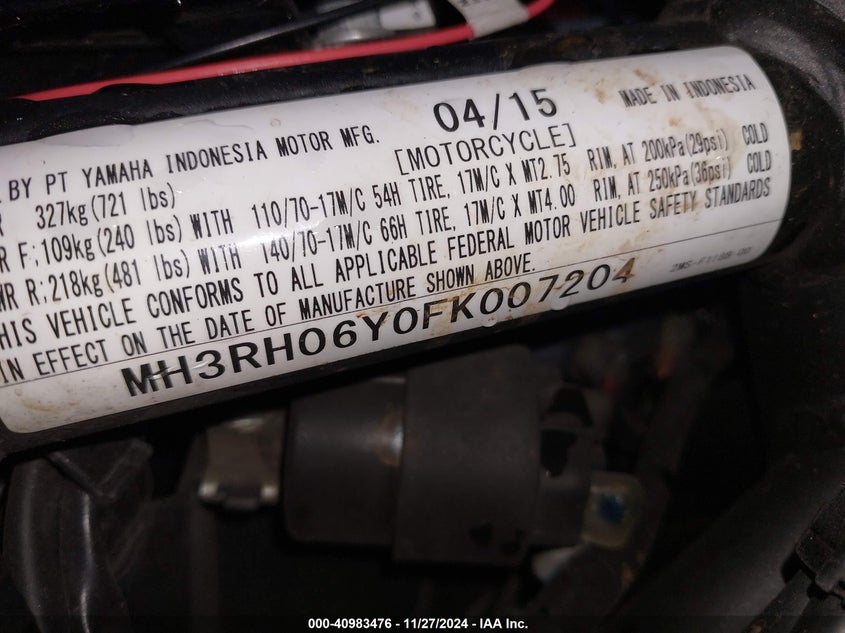 BY PT YAMAHA INDONESIA MOTOR MFG. 04/15 MADE IN INDONESIA
327kg(721 lbs) [MOTORCYCLE]
R F:109kg(240 lbs) WITH 110/70-17M/C 54H TIRE, 17M/C X MT2.75 RIM, AT 200kPa(29psi) COLD
WR R:218kg(481 lbs) WITH 140/70-17M/C 66H TIRE, 17M/C X MT4.00 RIM, AT 250kPa(36psi) COLD
HIS VEHICLE CONFORMS TO ALL APPLICABLE FEDERAL MOTOR VEHICLE SAFETY STANDARDS
IN EFFECT ON THE DATE OF MANUFACTURE SHOWN ABOVE.
MH3RH06Y0FK007204
000-40983476 - 11/27/2024 - IAA Inc.